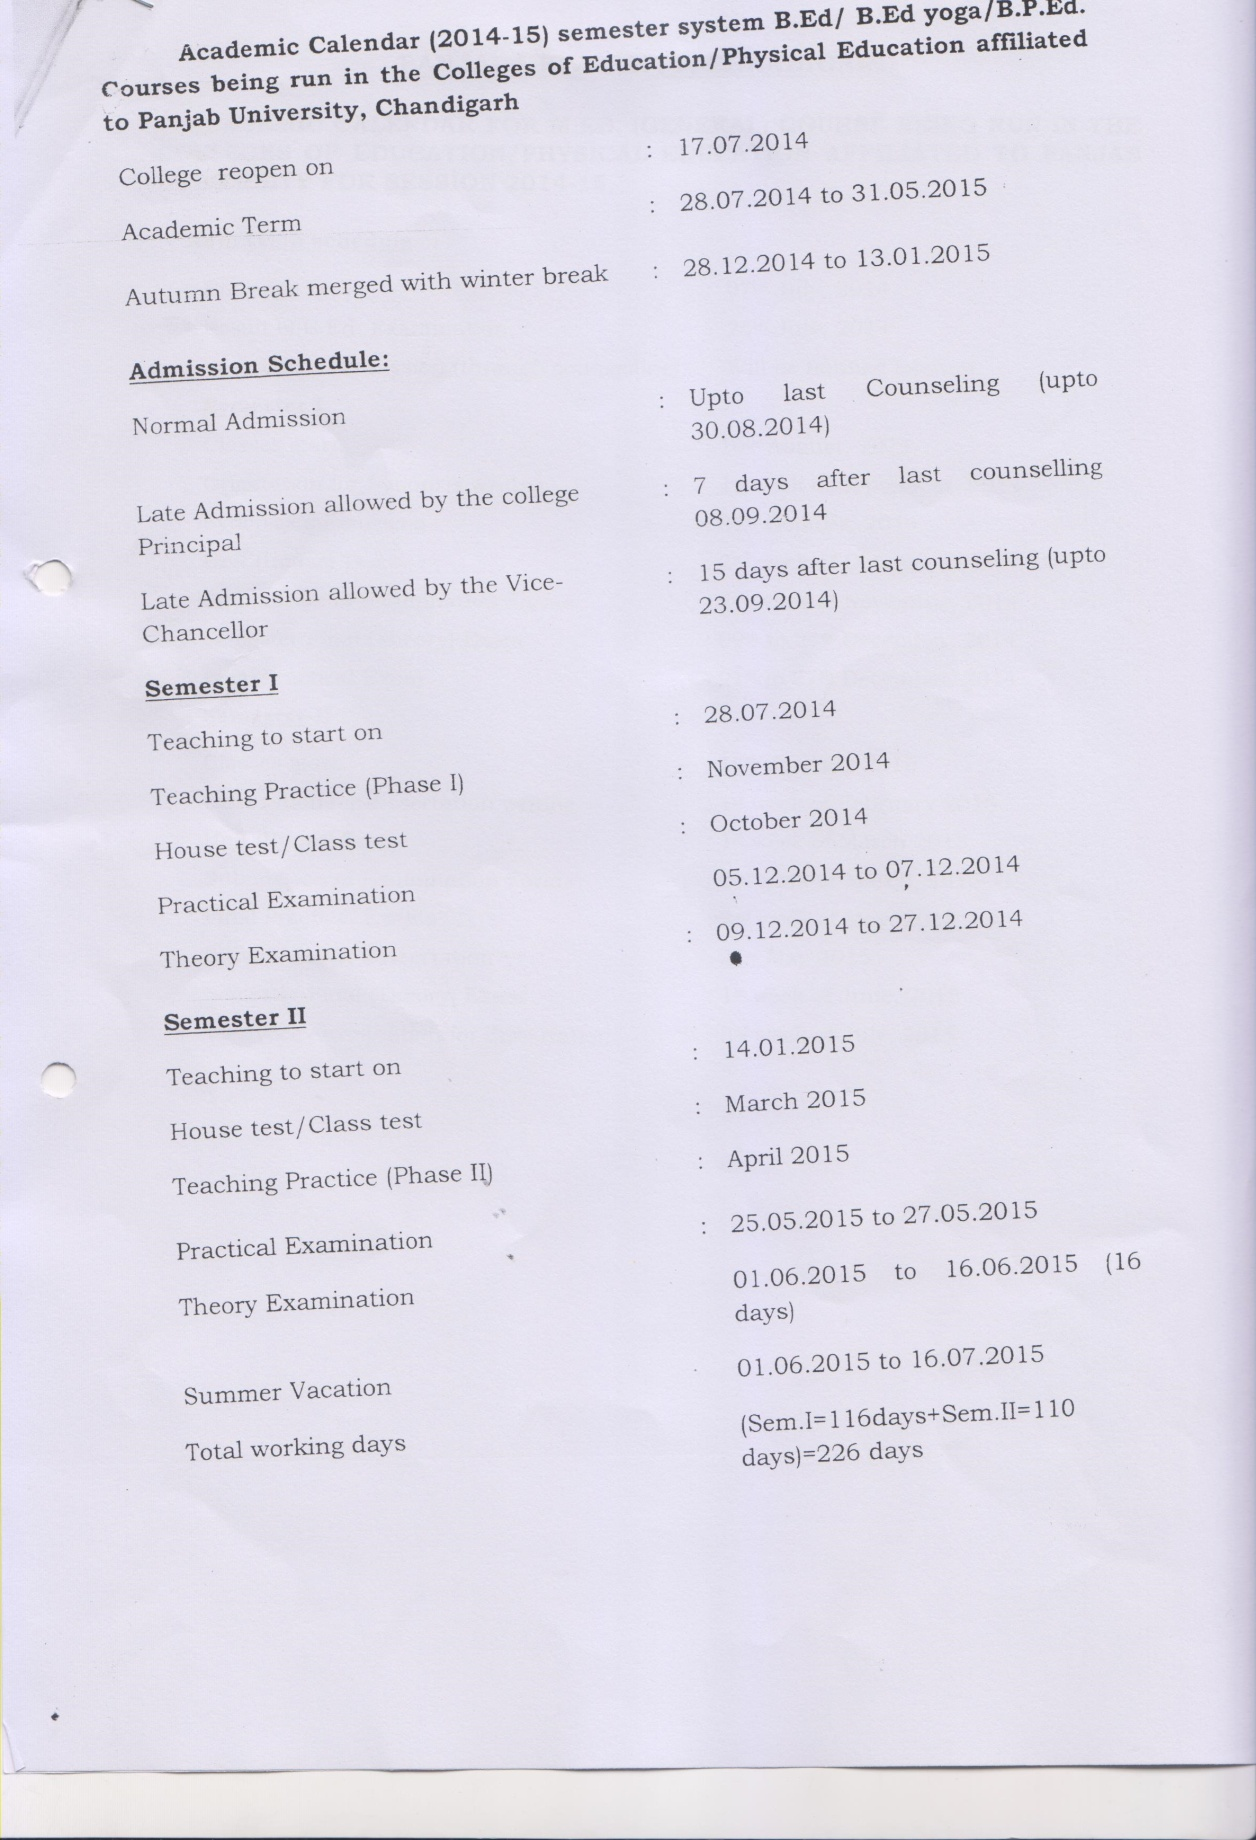 Academic Calendar (2014-15) semester system B.Ed/ B.Ed yoga/B.P.Ed.
Courses being run in the Colleges of Education/Physical Education affiliated
to Panjab University, Chandigarh
College reopen on : 17.07.2014
Academic Term : 28.07.2014 to 31.05.2015
Autumn Break merged with winter break : 28.12.2014 to 13.01.2015
Admission Schedule:
Normal Admission : Upto last Counseling (upto
30.08.2014)
Late Admission allowed by the college : 7 days after last counselling
Principal 08.09.2014
Late Admission allowed by the Vice- : 15 days after last counseling (upto
Chancellor 23.09.2014)
Semester I
Teaching to start on : 28.07.2014
Teaching Practice (Phase I) : November 2014
House test/Class test : October 2014
Practical Examination 05.12.2014 to 07.12.2014
Theory Examination : 09.12.2014 to 27.12.2014
Semester II
Teaching to start on : 14.01.2015
House test/Class test : March 2015
Teaching Practice (Phase II) : April 2015
Practical Examination : 25.05.2015 to 27.05.2015
Theory Examination 01.06.2015 to 16.06.2015 (16
days)
Summer Vacation 01.06.2015 to 16.07.2015
Total working days (Sem.I=116days+Sem.II=110
days)=226 days